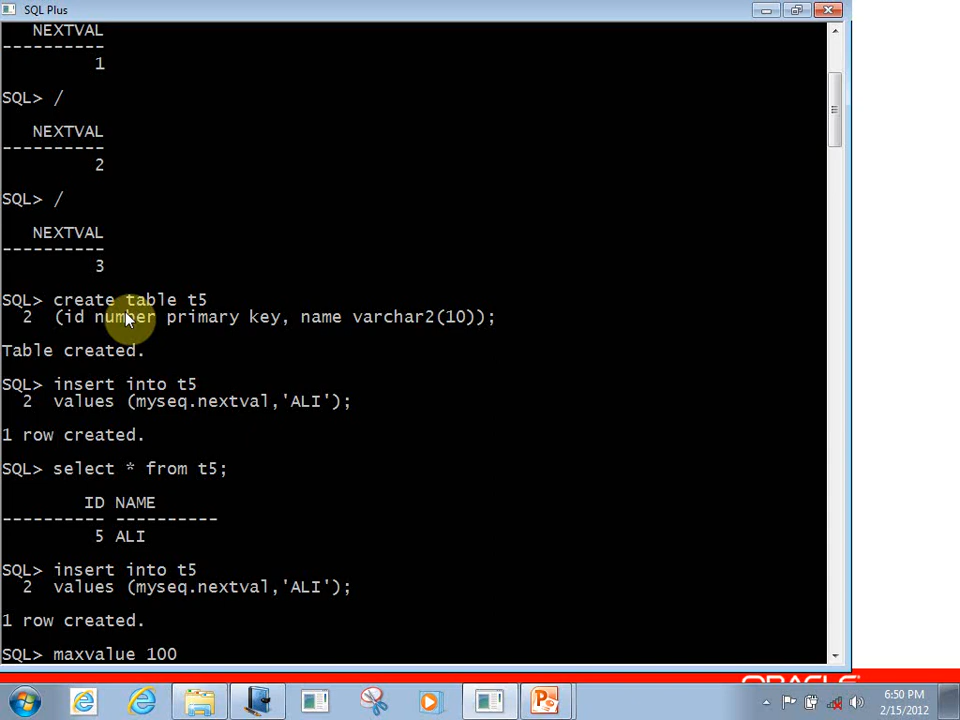 SQL Plus
NEXTVAL
----------
1
SQL> /
NEXTVAL
----------
2
SQL> /
NEXTVAL
----------
3
SQL> create table t5
2 (id number primary key, name varchar2(10));
Table created.
SQL> insert into t5
2 values (myseq.nextval,'ALI');
1 row created.
SQL> select * from t5;
ID NAME
---------- ----------
5 ALI
SQL> insert into t5
2 values (myseq.nextval,'ALI');
1 row created.
SQL> maxvalue 100
ORACLE
6:50 PM
2/15/2012